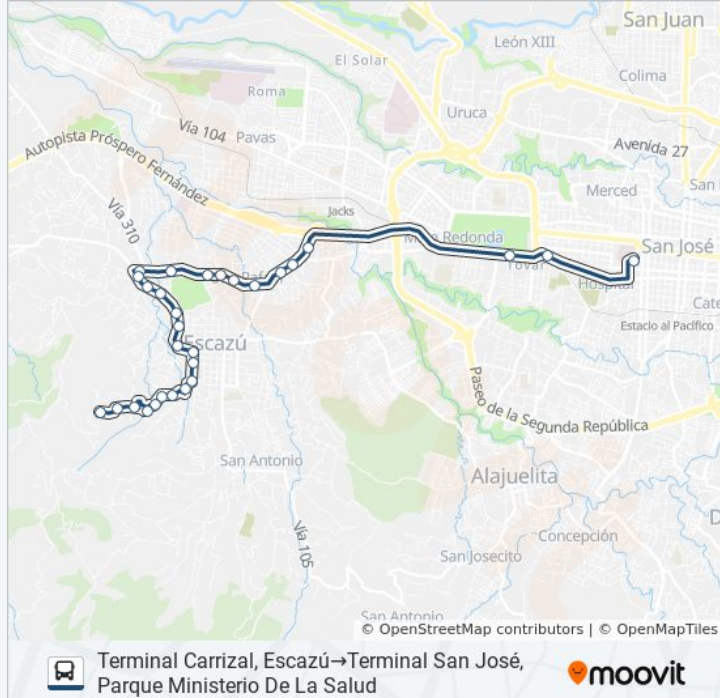 San Juan
León XIII
El Solar
Colima
Roma
Uruca
Vía 104
Pavas
Avenida 27
Autopista Próspero Fernández
Merced
San
Jacks
Vía 310
Redonda
San José
Tovar
Hospital
Cate
Estacio al Pacífico
Escazú
Paseo de la Segunda República
San Antonio
Alajuelita
Vía 105
Concepción
San Josecito
San Antonio
© OpenStreetMap contributors | © OpenMapTiles
Terminal Carrizal, Escazú→Terminal San José,
Parque Ministerio De La Salud
moovit